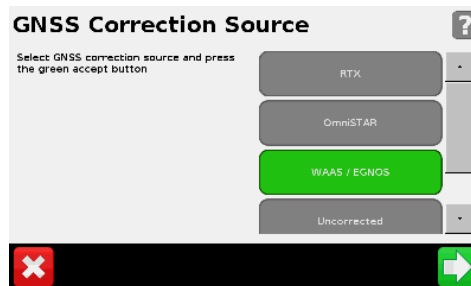 GNSS Correction Source
?
Select GNSS correction source and press
the green accept button
RTX
OmniSTAR
WAAS / EGNOS
Uncorrected